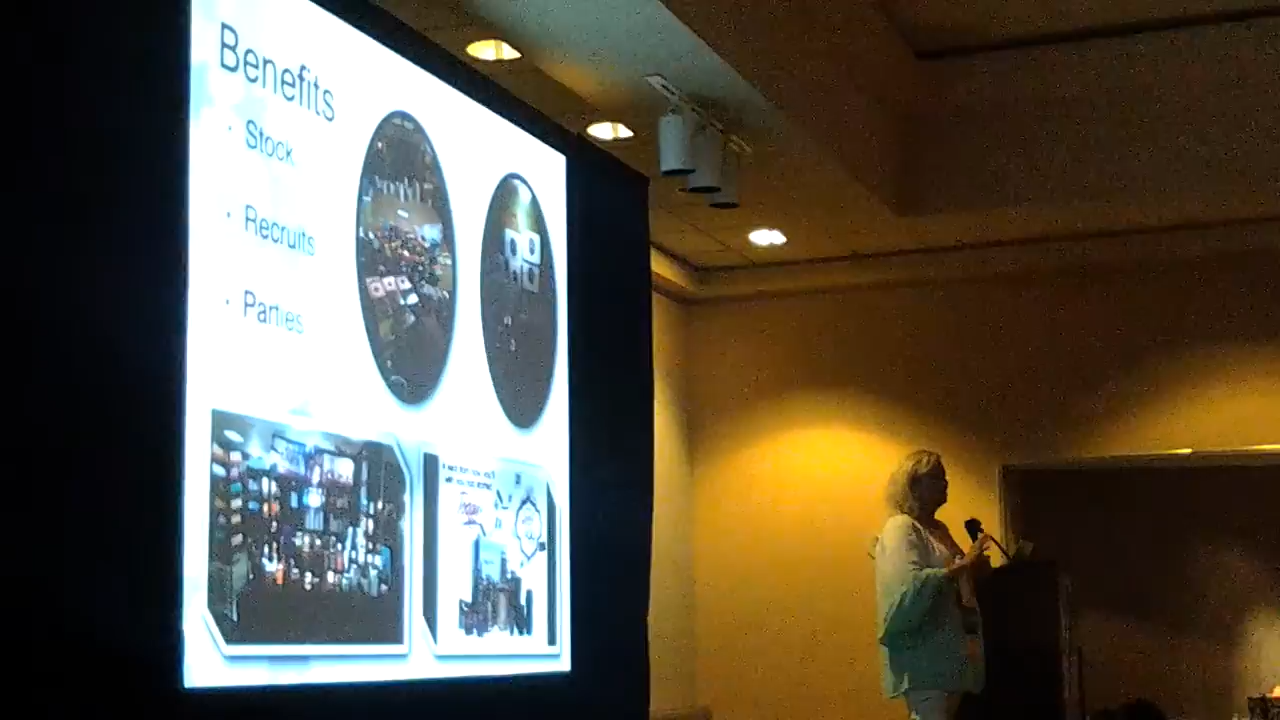 Benefits
• Stock
• Recruits
• Parties